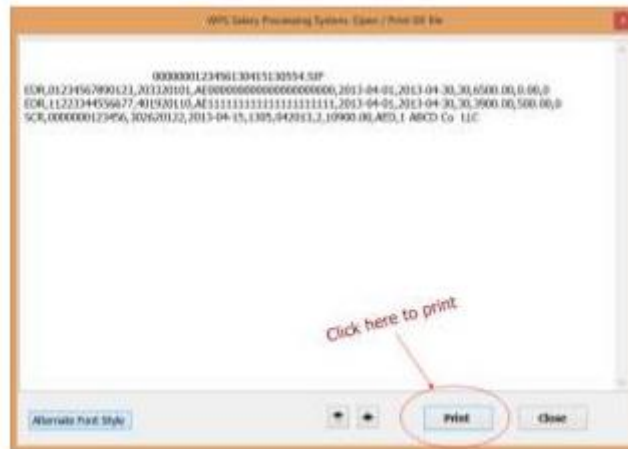 WPS Salary Processing System: Open / Print SIF file
0000000123456130415130554.SIF
EDR,01234567890123,203320101,AE000000000000000000000,2013-04-01,2013-04-30,30,6500.00,0.00,0
EDR,11223344556677,401920110,AE111111111111111111111,2013-04-01,2013-04-30,30,3900.00,500.00,0
SCR,0000000123456,302620122,2013-04-15,1305,042013,2,10900.00,AED,1 ABCD Co LLC
Click here to print
Alternate Font Style
Print
Close